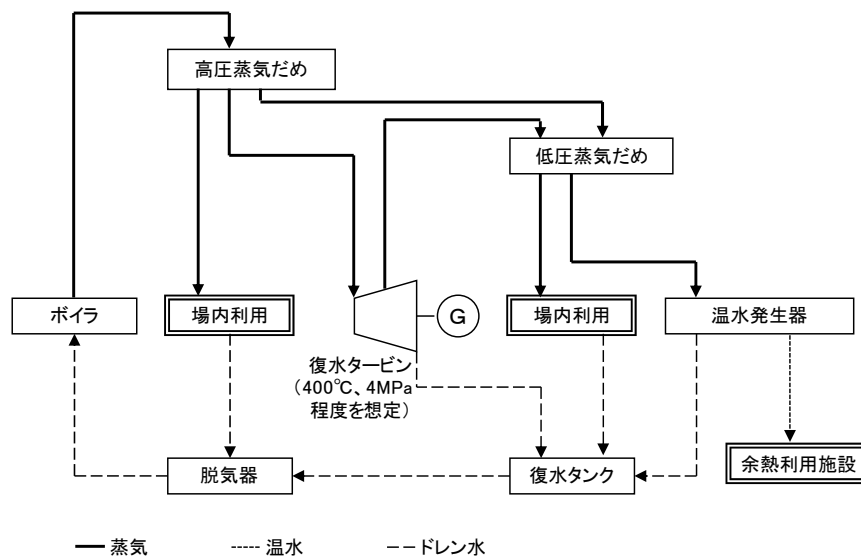 高圧蒸気だめ
低圧蒸気だめ
ボイラ
場内利用
G
場内利用
温水発生器
復水タービン
（400℃、4MPa
程度を想定）
脱気器
復水タンク
余熱利用施設
蒸気
温水
ドレン水